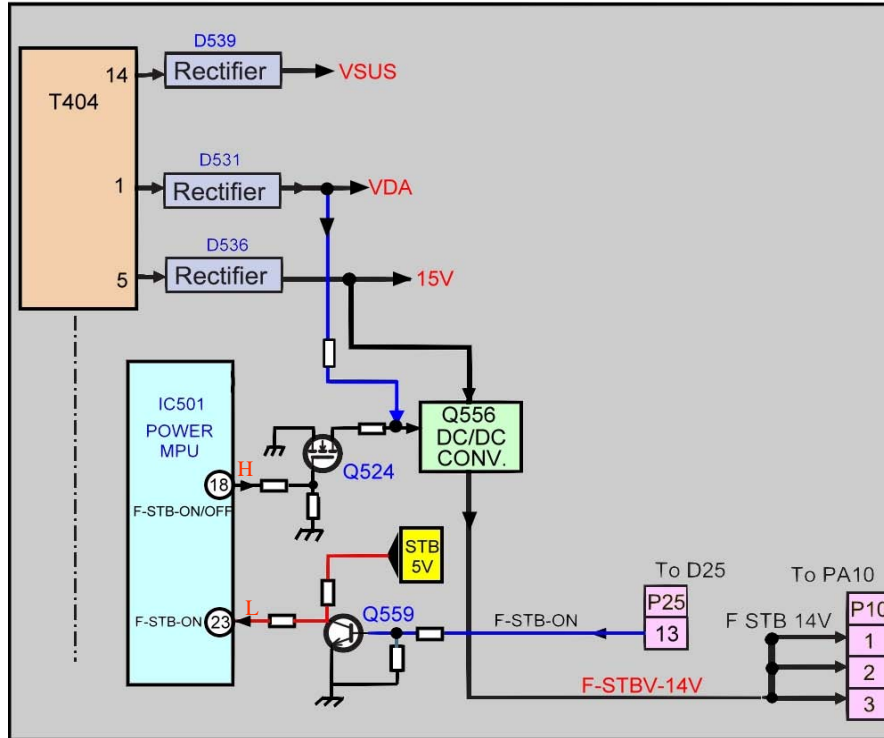 D539
14
Rectifier
VSUS
T404
D531
1
Rectifier
VDA
D536
5
Rectifier
15V
IC501
POWER
MPU
Q556
DC/DC
CONV.
Q524
H
18
F-STB-ON/OFF
STB
5V
To D25
To PA10
L
F-STB-ON
23
Q559
F-STB-ON
P25
13
F STB 14V
P10
1
2
3
F-STBV-14V